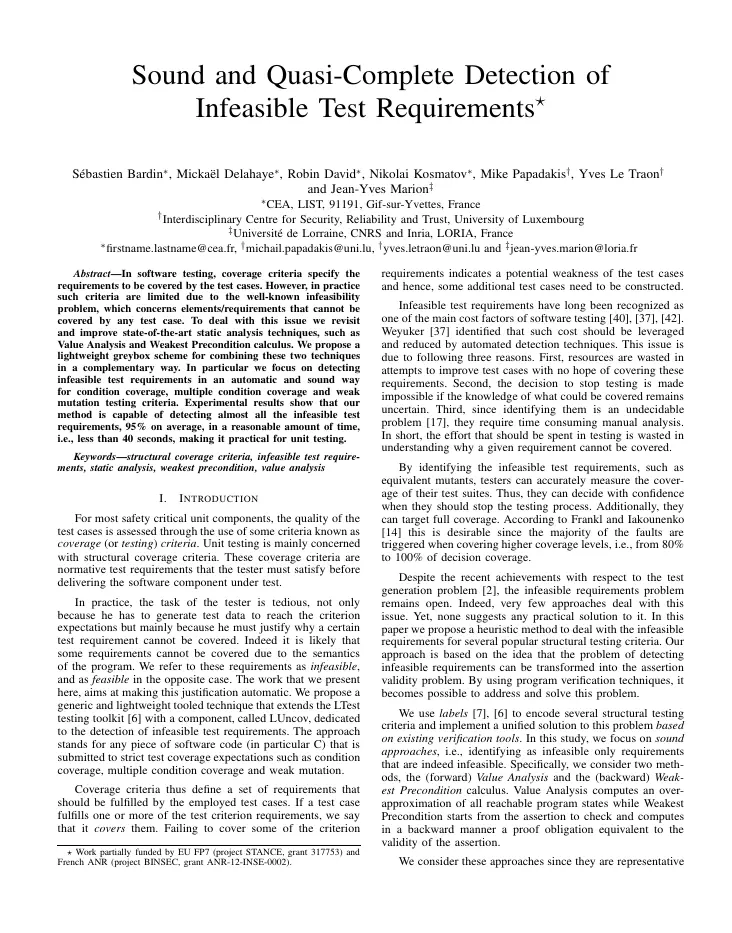 Sound and Quasi-Complete Detection of
Infeasible Test Requirements⋆
Sébastien Bardin∗, Mickaël Delahaye∗, Robin David∗, Nikolai Kosmatov∗, Mike Papadakis†, Yves Le Traon†
and Jean-Yves Marion‡
∗CEA, LIST, 91191, Gif-sur-Yvettes, France
†Interdisciplinary Centre for Security, Reliability and Trust, University of Luxembourg
‡Université de Lorraine, CNRS and Inria, LORIA, France
∗firstname.lastname@cea.fr, †michail.papadakis@uni.lu, †yves.letraon@uni.lu and ‡jean-yves.marion@loria.fr
Abstract—In software testing, coverage criteria specify the
requirements to be covered by the test cases. However, in practice
such criteria are limited due to the well-known infeasibility
problem, which concerns elements/requirements that cannot be
covered by any test case. To deal with this issue we revisit
and improve state-of-the-art static analysis techniques, such as
Value Analysis and Weakest Precondition calculus. We propose a
lightweight greybox scheme for combining these two techniques
in a complementary way. In particular we focus on detecting
infeasible test requirements in an automatic and sound way
for condition coverage, multiple condition coverage and weak
mutation testing criteria. Experimental results show that our
method is capable of detecting almost all the infeasible test
requirements, 95% on average, in a reasonable amount of time,
i.e., less than 40 seconds, making it practical for unit testing.
Keywords—structural coverage criteria, infeasible test require-
ments, static analysis, weakest precondition, value analysis
I. INTRODUCTION
For most safety critical unit components, the quality of the
test cases is assessed through the use of some criteria known as
coverage (or testing) criteria. Unit testing is mainly concerned
with structural coverage criteria. These coverage criteria are
normative test requirements that the tester must satisfy before
delivering the software component under test.
In practice, the task of the tester is tedious, not only
because he has to generate test data to reach the criterion
expectations but mainly because he must justify why a certain
test requirement cannot be covered. Indeed it is likely that
some requirements cannot be covered due to the semantics
of the program. We refer to these requirements as infeasible,
and as feasible in the opposite case. The work that we present
here, aims at making this justification automatic. We propose a
generic and lightweight tooled technique that extends the LTest
testing toolkit [6] with a component, called LUncov, dedicated
to the detection of infeasible test requirements. The approach
stands for any piece of software code (in particular C) that is
submitted to strict test coverage expectations such as condition
coverage, multiple condition coverage and weak mutation.
Coverage criteria thus define a set of requirements that
should be fulfilled by the employed test cases. If a test case
fulfills one or more of the test criterion requirements, we say
that it covers them. Failing to cover some of the criterion
⋆ Work partially funded by EU FP7 (project STANCE, grant 317753) and
French ANR (project BINSEC, grant ANR-12-INSE-0002).
requirements indicates a potential weakness of the test cases
and hence, some additional test cases need to be constructed.
Infeasible test requirements have long been recognized as
one of the main cost factors of software testing [40], [37], [42].
Weyuker [37] identified that such cost should be leveraged
and reduced by automated detection techniques. This issue is
due to following three reasons. First, resources are wasted in
attempts to improve test cases with no hope of covering these
requirements. Second, the decision to stop testing is made
impossible if the knowledge of what could be covered remains
uncertain. Third, since identifying them is an undecidable
problem [17], they require time consuming manual analysis.
In short, the effort that should be spent in testing is wasted in
understanding why a given requirement cannot be covered.
By identifying the infeasible test requirements, such as
equivalent mutants, testers can accurately measure the cover-
age of their test suites. Thus, they can decide with confidence
when they should stop the testing process. Additionally, they
can target full coverage. According to Frankl and Iakounenko
[14] this is desirable since the majority of the faults are
triggered when covering higher coverage levels, i.e., from 80%
to 100% of decision coverage.
Despite the recent achievements with respect to the test
generation problem [2], the infeasible requirements problem
remains open. Indeed, very few approaches deal with this
issue. Yet, none suggests any practical solution to it. In this
paper we propose a heuristic method to deal with the infeasible
requirements for several popular structural testing criteria. Our
approach is based on the idea that the problem of detecting
infeasible requirements can be transformed into the assertion
validity problem. By using program verification techniques, it
becomes possible to address and solve this problem.
We use labels [7], [6] to encode several structural testing
criteria and implement a unified solution to this problem based
on existing verification tools. In this study, we focus on sound
approaches, i.e., identifying as infeasible only requirements
that are indeed infeasible. Specifically, we consider two meth-
ods, the (forward) Value Analysis and the (backward) Weak-
est Precondition calculus. Value Analysis computes an over-
approximation of all reachable program states while Weakest
Precondition starts from the assertion to check and computes
in a backward manner a proof obligation equivalent to the
validity of the assertion.
We consider these approaches since they are representative